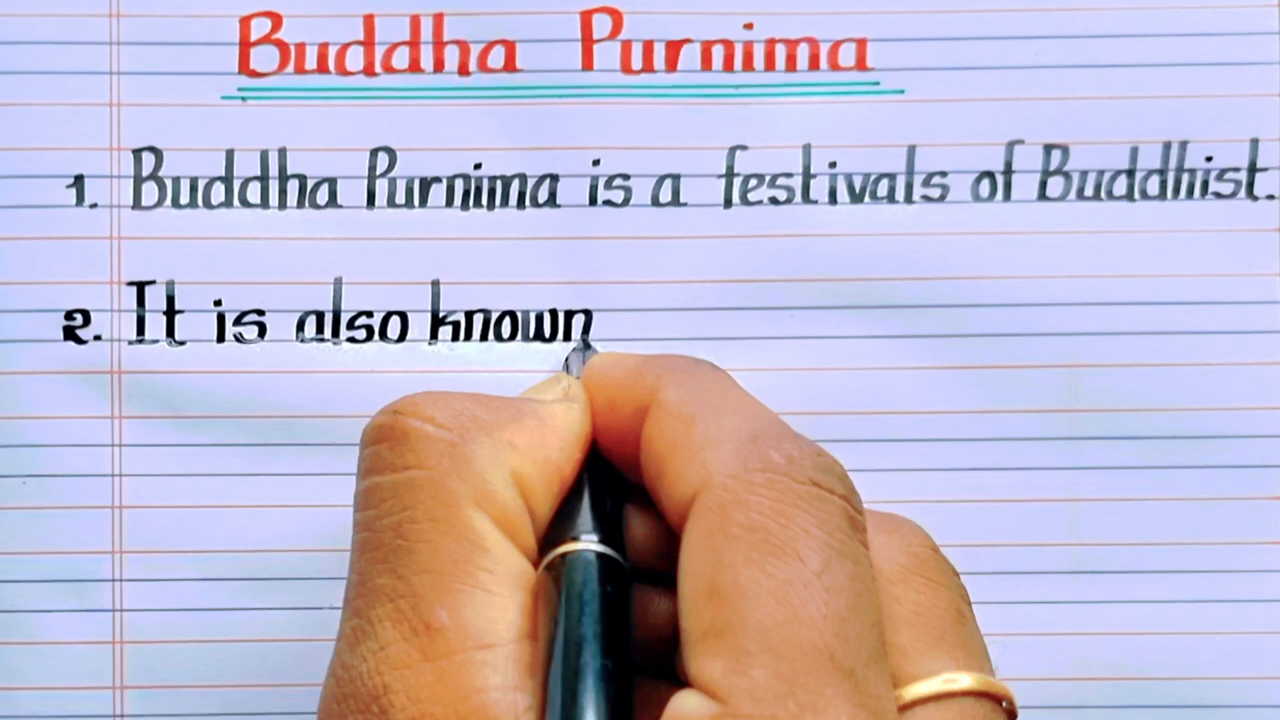 Buddha Purnima
1. Buddha Purnima is a festivals of Buddhist.
2. It is also known